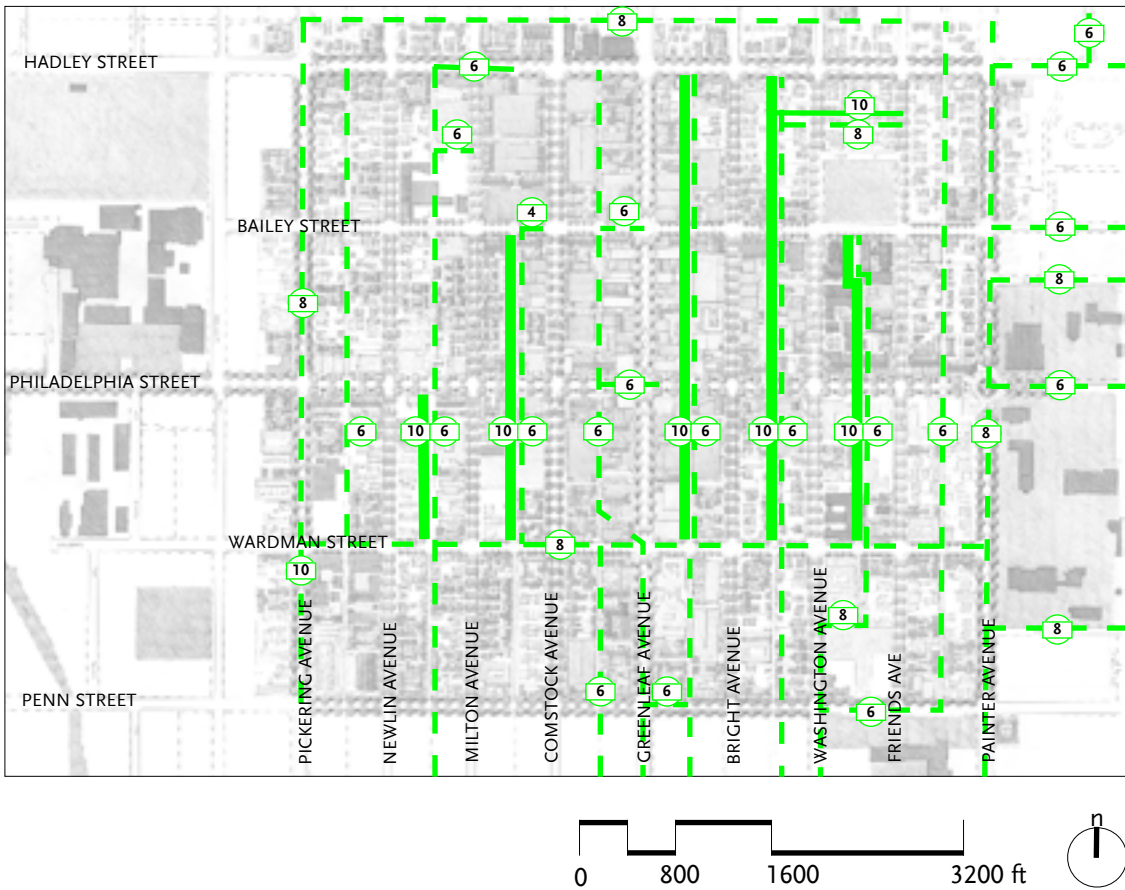 8
6
HADLEY STREET
6
6
10
6
8
4
6
BAILEY STREET
6
8
8
PHILADELPHIA STREET
6
6
6
10
6
10
6
6
10
6
10
6
10
6
6
8
WARDMAN STREET
8
10
PICKERING AVENUE
NEWLIN AVENUE
MILTON AVENUE
COMSTOCK AVENUE
GREENLEAF AVENUE
BRIGHT AVENUE
WASHINGTON AVENUE
FRIENDS AVE
PAINTER AVENUE
8
8
6
6
PENN STREET
6
n
0 800 1600 3200 ft